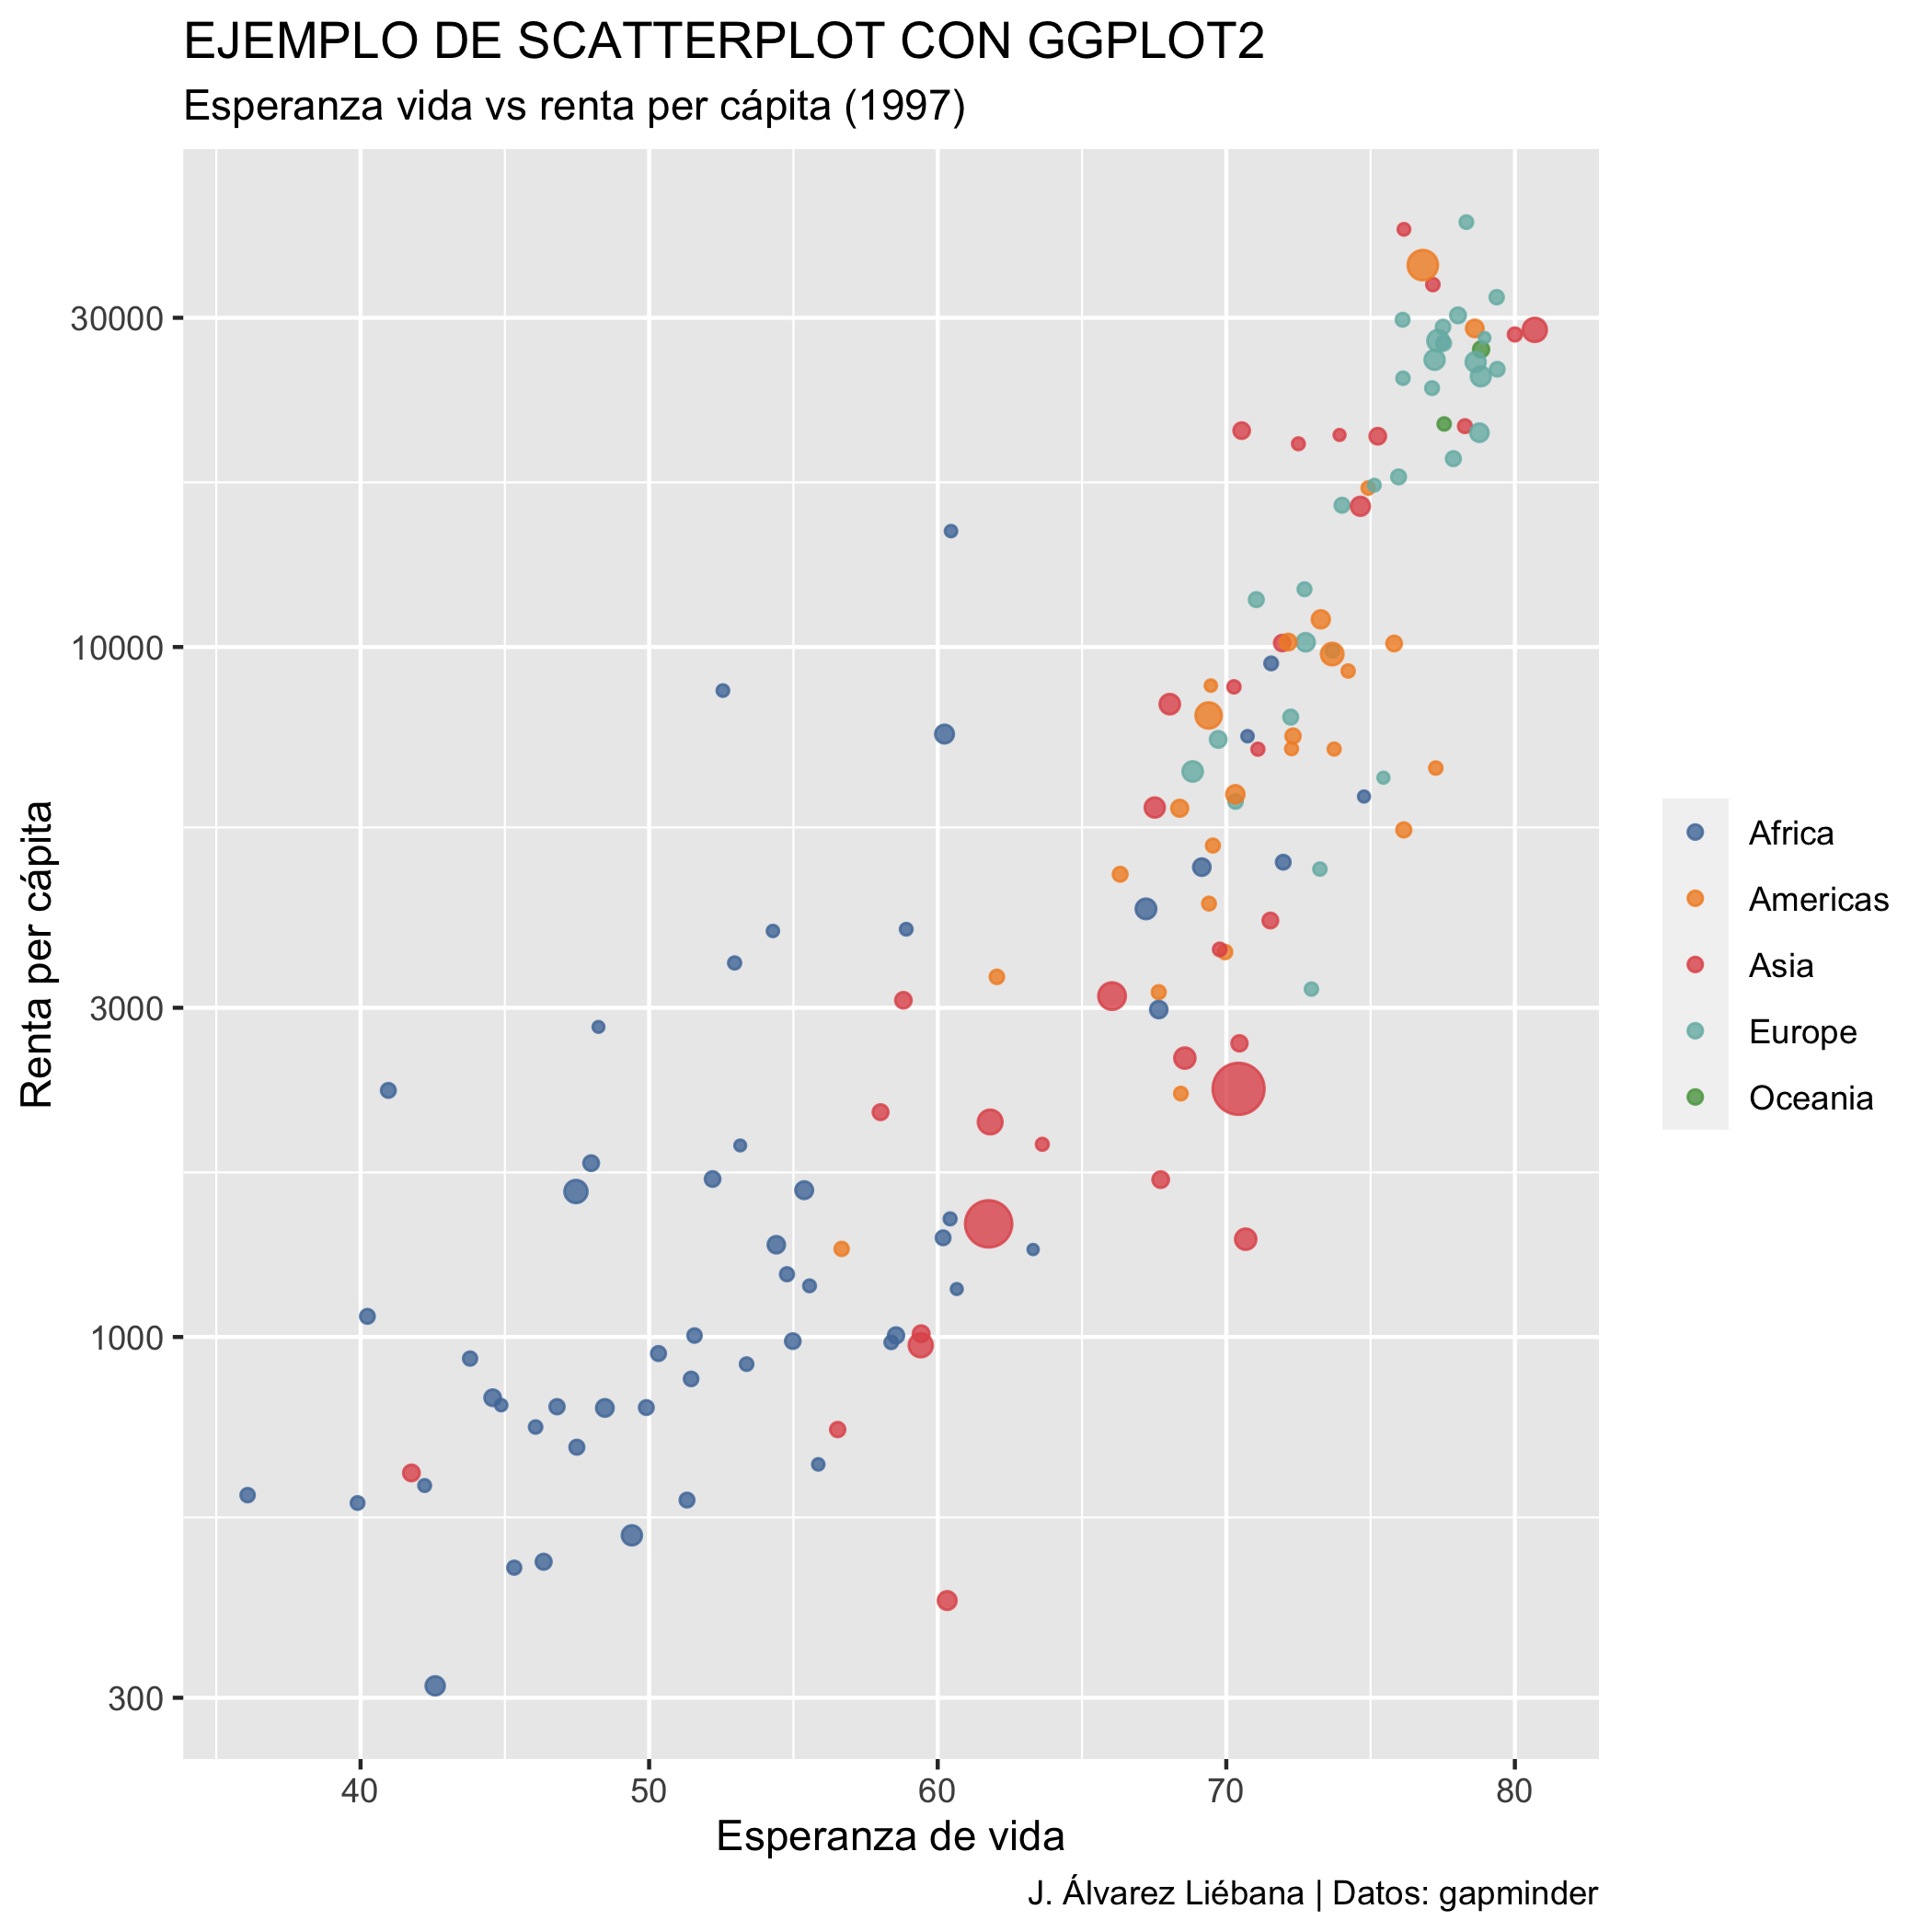 EJEMPLO DE SCATTERPLOT CON GGPLOT2
Esperanza vida vs renta per cápita (1997)
Renta per cápita
30000
10000
3000
1000
300
40 50 60 70 80
Esperanza de vida
Africa
Americas
Asia
Europe
Oceania
J. Álvarez Liébana | Datos: gapminder